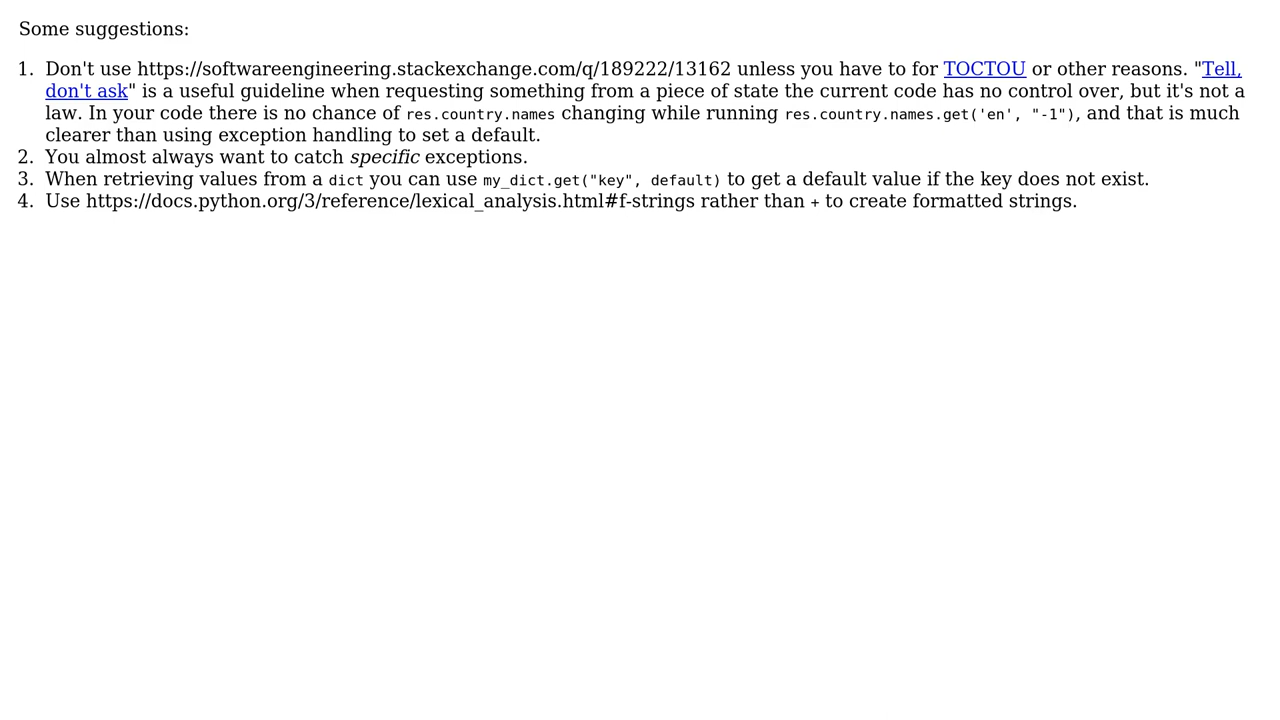 Some suggestions:
1. Don't use https://softwareengineering.stackexchange.com/q/189222/13162 unless you have to for TOCTOU or other reasons. "Tell,
don't ask" is a useful guideline when requesting something from a piece of state the current code has no control over, but it's not a
law. In your code there is no chance of res.country.names changing while running res.country.names.get('en', "-1"), and that is much
clearer than using exception handling to set a default.
2. You almost always want to catch specific exceptions.
3. When retrieving values from a dict you can use my_dict.get("key", default) to get a default value if the key does not exist.
4. Use https://docs.python.org/3/reference/lexical_analysis.html#f-strings rather than + to create formatted strings.